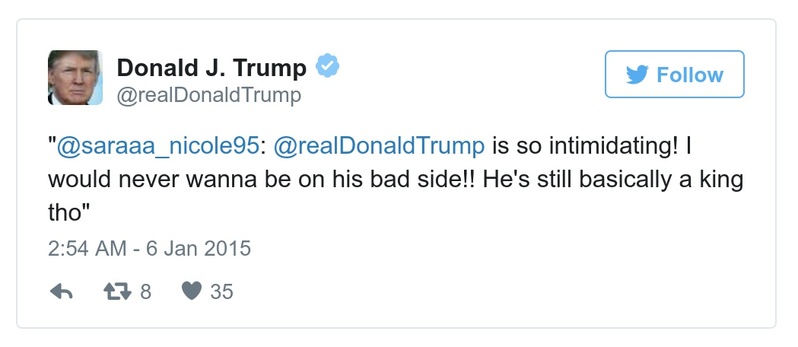 Donald J. Trump
@realDonaldTrump
Follow
"@saraaa_nicole95: @realDonaldTrump is so intimidating! I
would never wanna be on his bad side!! He's still basically a king
tho"
2:54 AM - 6 Jan 2015
8 35